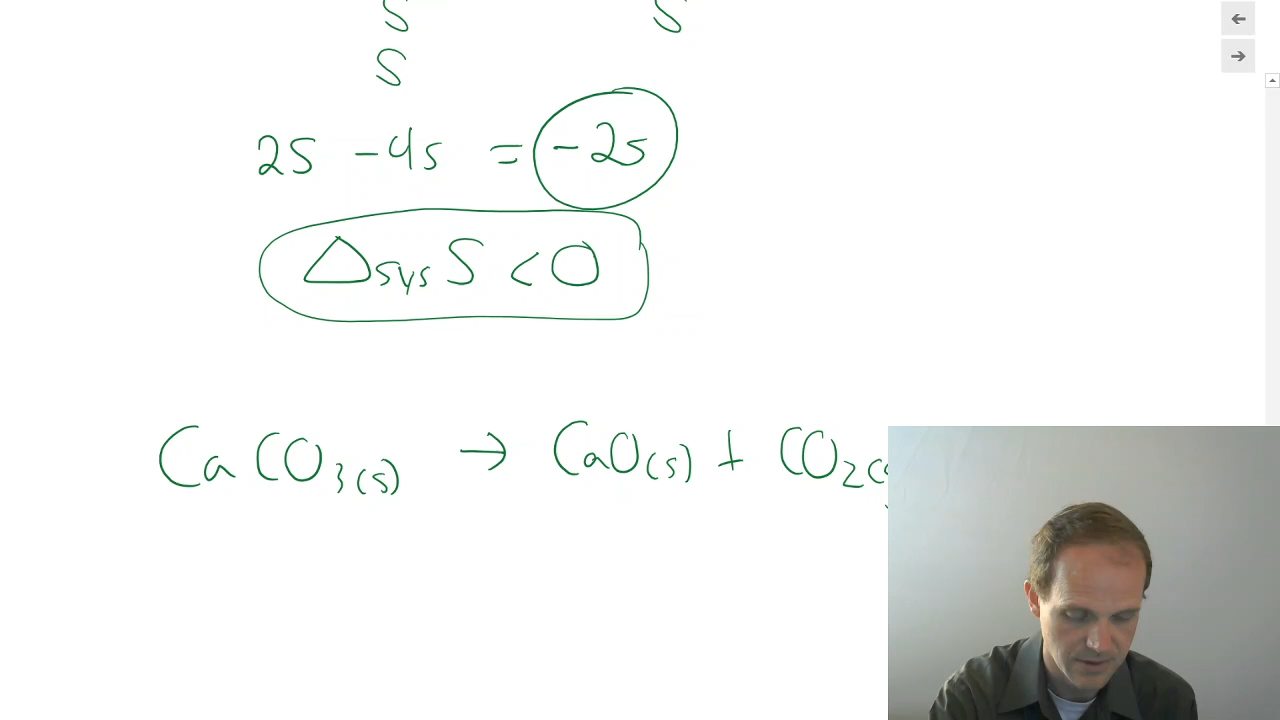 S S
S
2S - 4S = -2S
ΔsysS < 0
CaCO3(s) → CaO(s) + CO2(g